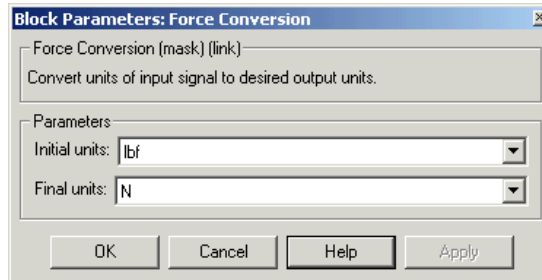 Block Parameters: Force Conversion
Force Conversion (mask) (link)
Convert units of input signal to desired output units.
Parameters
Initial units: lbf
Final units: N
OK Cancel Help Apply